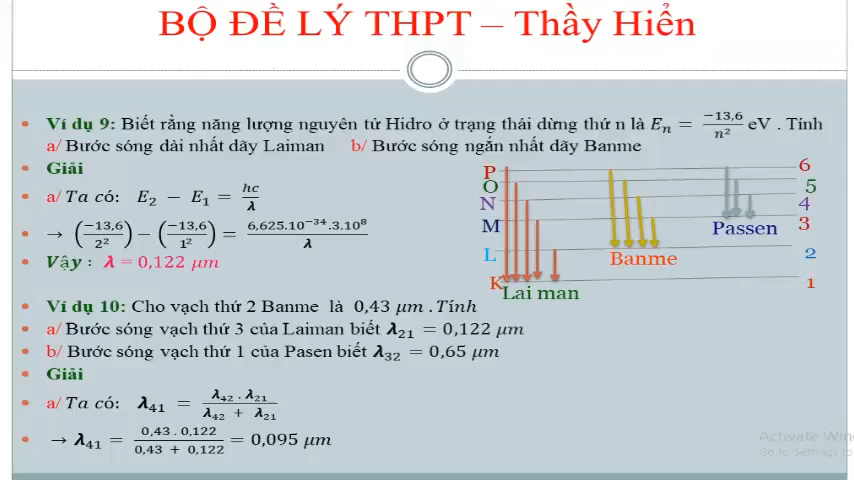 BỘ ĐỀ LÝ THPT – Thầy Hiển
• Ví dụ 9: Biết rằng năng lượng nguyên tử Hidro ở trạng thái dừng thứ n là Eₙ = −13,6/n² eV . Tính
a/ Bước sóng dài nhất dãy Laiman b/ Bước sóng ngắn nhất dãy Banme
• Giải
• a/ Ta có: E₂ − E₁ = hc/λ
• → (−13,6/2²) − (−13,6/1²) = 6,625.10⁻³⁴.3.10⁸/λ
• Vậy : λ = 0,122 μm
P 6
O 5
N 4
M 3
Passen
L 2
Banme
K 1
Lai man
• Ví dụ 10: Cho vạch thứ 2 Banme là 0,43 μm . Tính
• a/ Bước sóng vạch thứ 3 của Laiman biết λ₂₁ = 0,122 μm
• b/ Bước sóng vạch thứ 1 của Pasen biết λ₃₂ = 0,65 μm
• Giải
• a/ Ta có: λ₄₁ = λ₄₂ . λ₂₁/λ₄₂ + λ₂₁
• → λ₄₁ = 0,43 . 0,122/0,43 + 0,122 = 0,095 μm
Activate Win
Go to Settings to